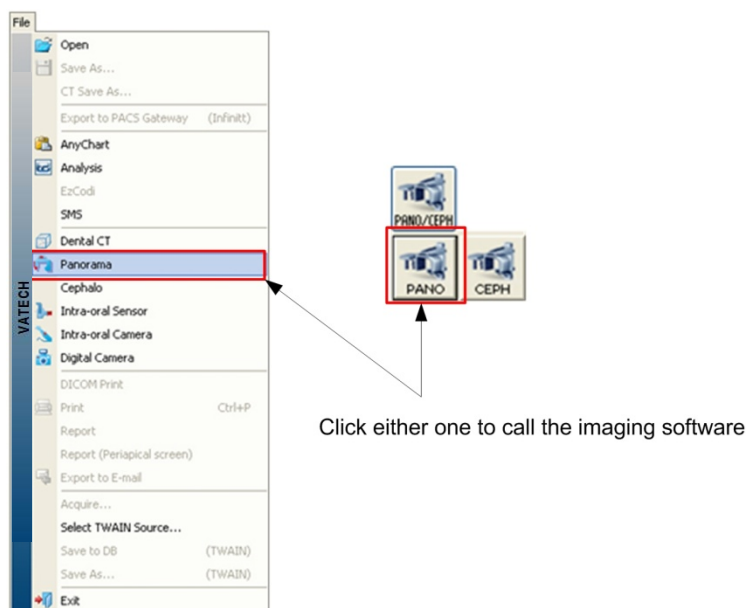 File
Open
Save As...
CT Save As...
Export to PACS Gateway (Infinitt)
AnyChart
Analysis
EzCodi
SMS
Dental CT
Panorama
Cephalo
Intra-oral Sensor
Intra-oral Camera
Digital Camera
DICOM Print
Print Ctrl+P
Report
Report (Periapical screen)
Export to E-mail
Acquire...
Select TWAIN Source...
Save to DB (TWAIN)
Save As... (TWAIN)
Exit
VATECH
PANO/CEPH
PANO CEPH
Click either one to call the imaging software